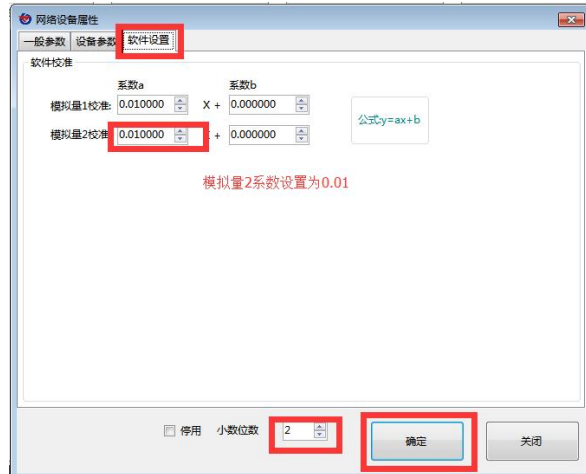 网络设备属性
一般参数 设备参数 软件设置
软件校准
系数a 系数b
模拟量1校准: 0.010000 X + 0.000000
模拟量2校准 0.010000 + 0.000000
公式:y=ax+b
模拟量2系数设置为0.01
停用 小数位数 2 确定 关闭